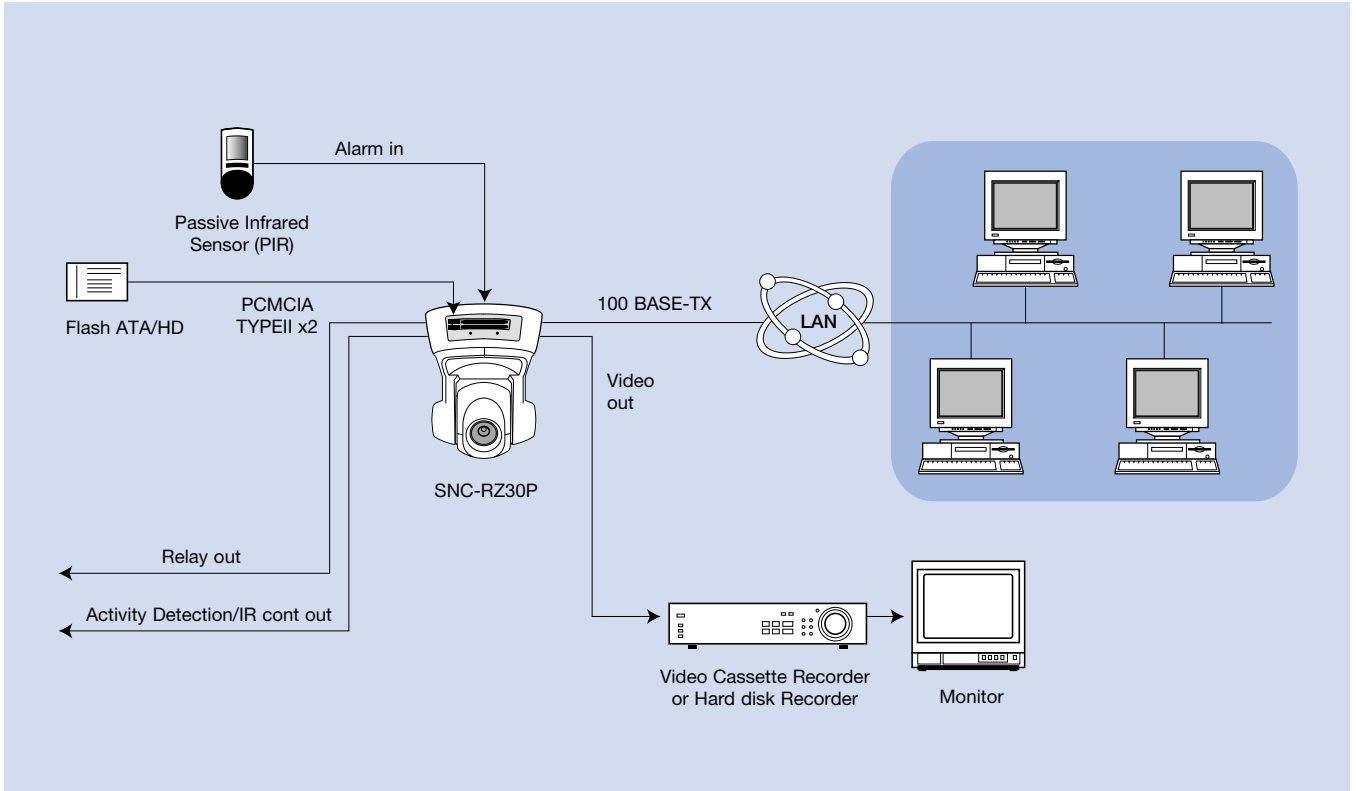 Alarm in
Passive Infrared
Sensor (PIR)
Flash ATA/HD
PCMCIA
TYPEII x2
100 BASE-TX
LAN
Video
out
SNC-RZ30P
Relay out
Activity Detection/IR cont out
Video Cassette Recorder
or Hard disk Recorder
Monitor